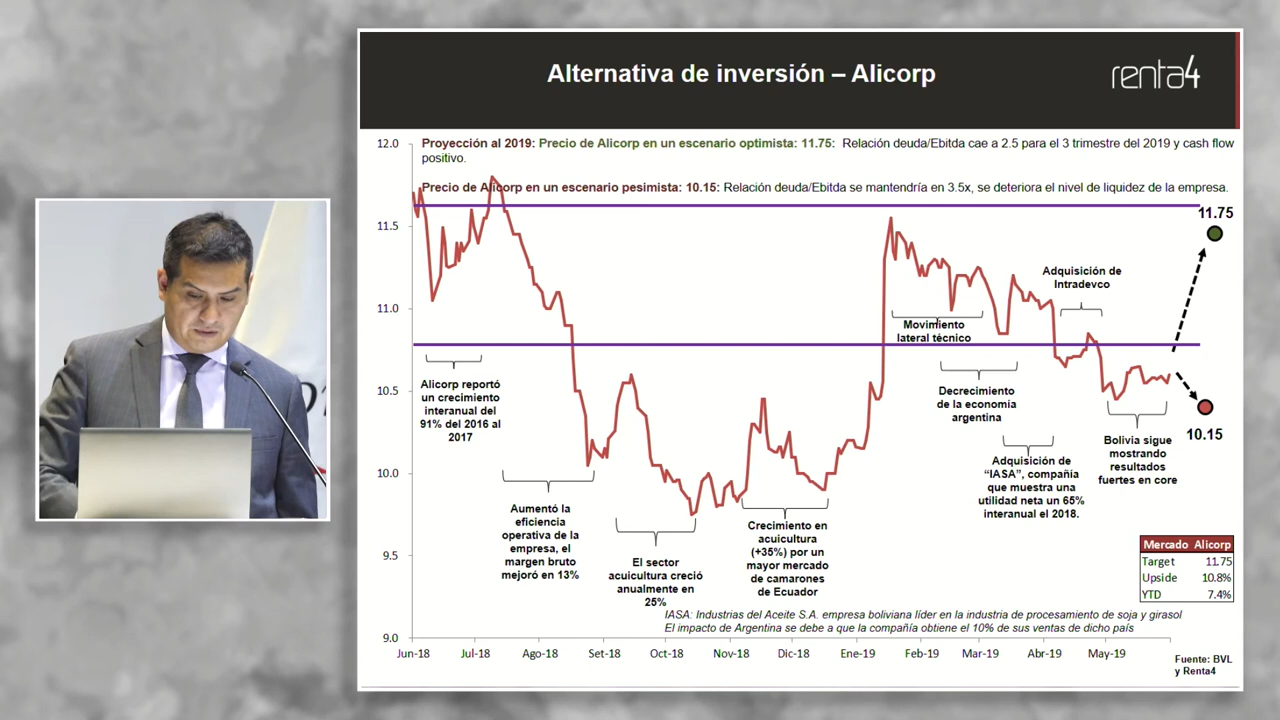 Alternativa de inversión – Alicorp
renta4
Proyección al 2019: Precio de Alicorp en un escenario optimista: 11.75: Relación deuda/Ebitda cae a 2.5 para el 3 trimestre del 2019 y cash flow
positivo.
Precio de Alicorp en un escenario pesimista: 10.15: Relación deuda/Ebitda se mantendría en 3.5x, se deteriora el nivel de liquidez de la empresa.
12.0
11.5
11.0
10.5
10.0
9.5
9.0
11.75
10.15
Alicorp reportó
un crecimiento
interanual del
91% del 2016 al
2017
Aumentó la
eficiencia
operativa de la
empresa, el
margen bruto
mejoró en 13%
El sector
acuicultura creció
anualmente en
25%
Crecimiento en
acuicultura
(+35%) por un
mayor mercado
de camarones
de Ecuador
Movimiento
lateral técnico
Decrecimiento
de la economía
argentina
Adquisición de
“IASA”, compañía
que muestra una
utilidad neta un 65%
interanual el 2018.
Adquisición de
Intradevco
Bolivia sigue
mostrando
resultados
fuertes en core
Mercado Alicorp
Target 11.75
Upside 10.8%
YTD 7.4%
IASA: Industrias del Aceite S.A. empresa boliviana líder en la industria de procesamiento de soja y girasol
El impacto de Argentina se debe a que la compañía obtiene el 10% de sus ventas de dicho país
Jun-18 Jul-18 Ago-18 Set-18 Oct-18 Nov-18 Dic-18 Ene-19 Feb-19 Mar-19 Abr-19 May-19
Fuente: BVL
y Renta4